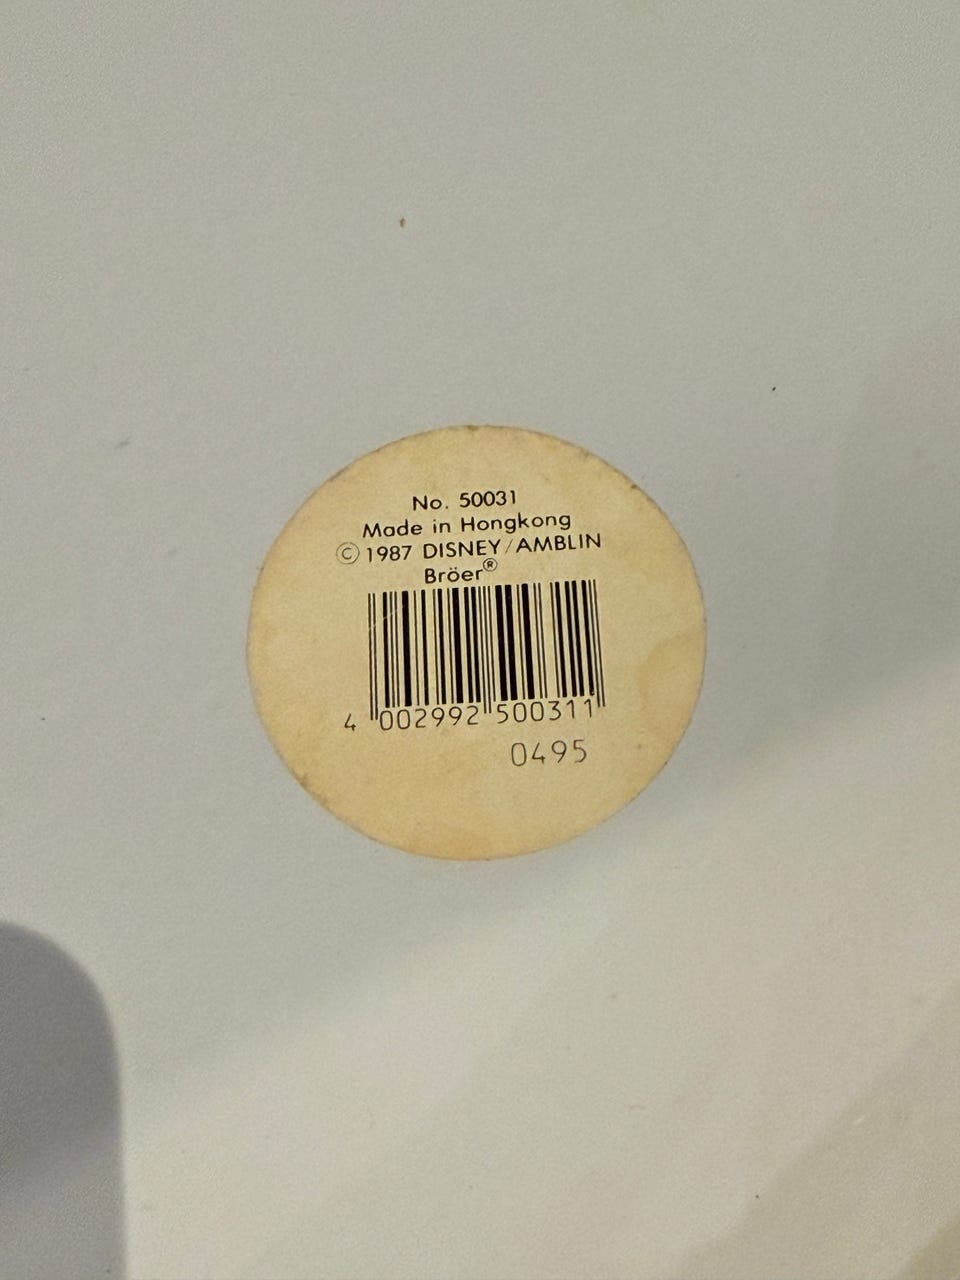 No. 50031
Made in Hongkong
© 1987 DISNEY/AMBLIN
Bröer®
4 002992 500311
0495